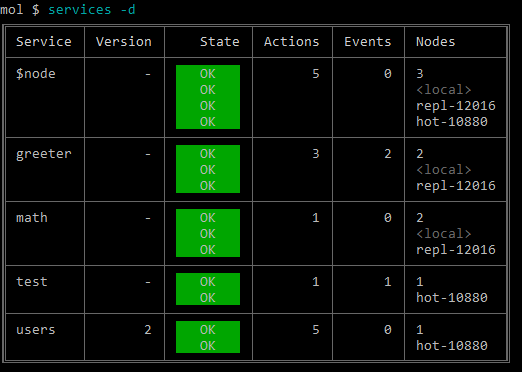 mol $ services -d
Service Version State Actions Events Nodes
$node - OK 5 0 3
OK <local>
OK repl-12016
OK hot-10880
greeter - OK 3 2 2
OK <local>
OK repl-12016
math - OK 1 0 2
OK <local>
OK repl-12016
test - OK 1 1 1
OK hot-10880
users 2 OK 5 0 1
OK hot-10880